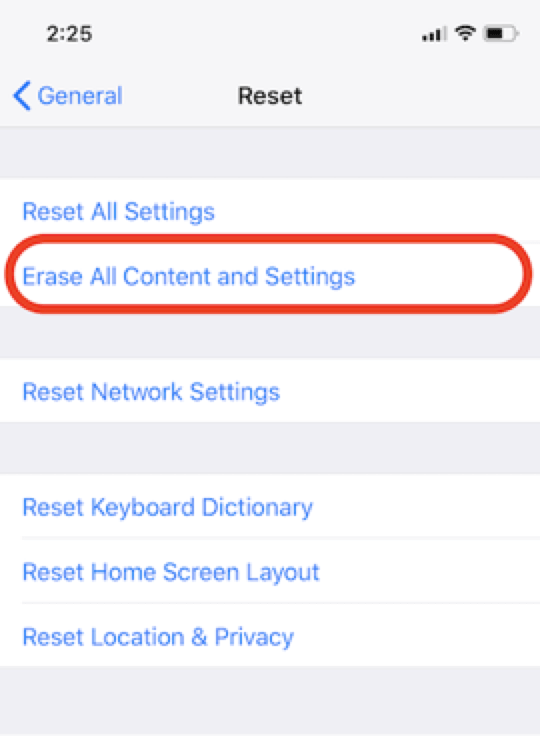 2:25
General
Reset
Reset All Settings
Erase All Content and Settings
Reset Network Settings
Reset Keyboard Dictionary
Reset Home Screen Layout
Reset Location & Privacy